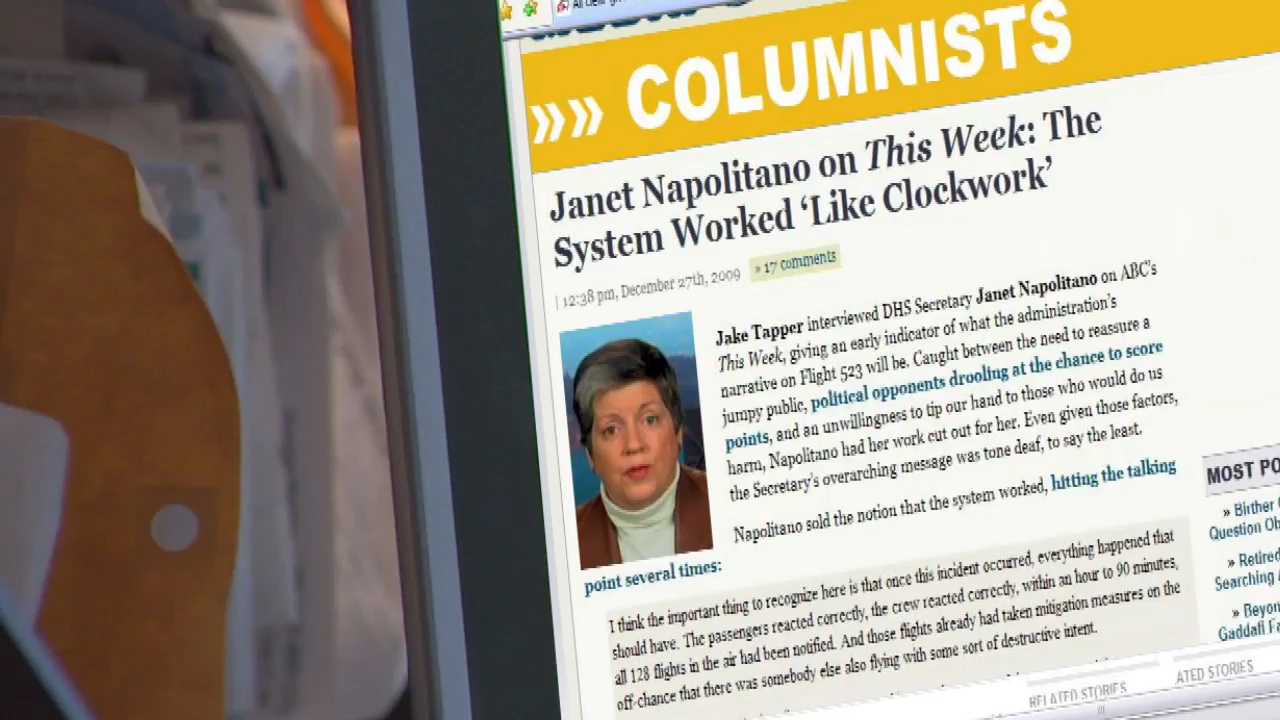 »» COLUMNISTS
Janet Napolitano on This Week: The
System Worked ‘Like Clockwork’
| 12:38 pm, December 27th, 2009 » 17 comments
Jake Tapper interviewed DHS Secretary Janet Napolitano on ABC’s
This Week, giving an early indicator of what the administration’s
narrative on Flight 523 will be. Caught between the need to reassure a
jumpy public, political opponents drooling at the chance to score
points, and an unwillingness to tip our hand to those who would do us
harm, Napolitano had her work cut out for her. Even given those factors,
the Secretary’s overarching message was tone deaf, to say the least.
Napolitano sold the notion that the system worked, hitting the talking
point several times:
I think the important thing to recognize here is that once this incident occurred, everything happened that
should have. The passengers reacted correctly, the crew reacted correctly, within an hour to 90 minutes,
all 128 flights in the air had been notified. And those flights already had taken mitigation measures on the
off-chance that there was somebody else also flying with some sort of destructive intent.
MOST PO
» Birther
Question Ob
» Retired
Searching
» Beyon
Gaddafi Fa
RELATED STORIES
ATED STORIES